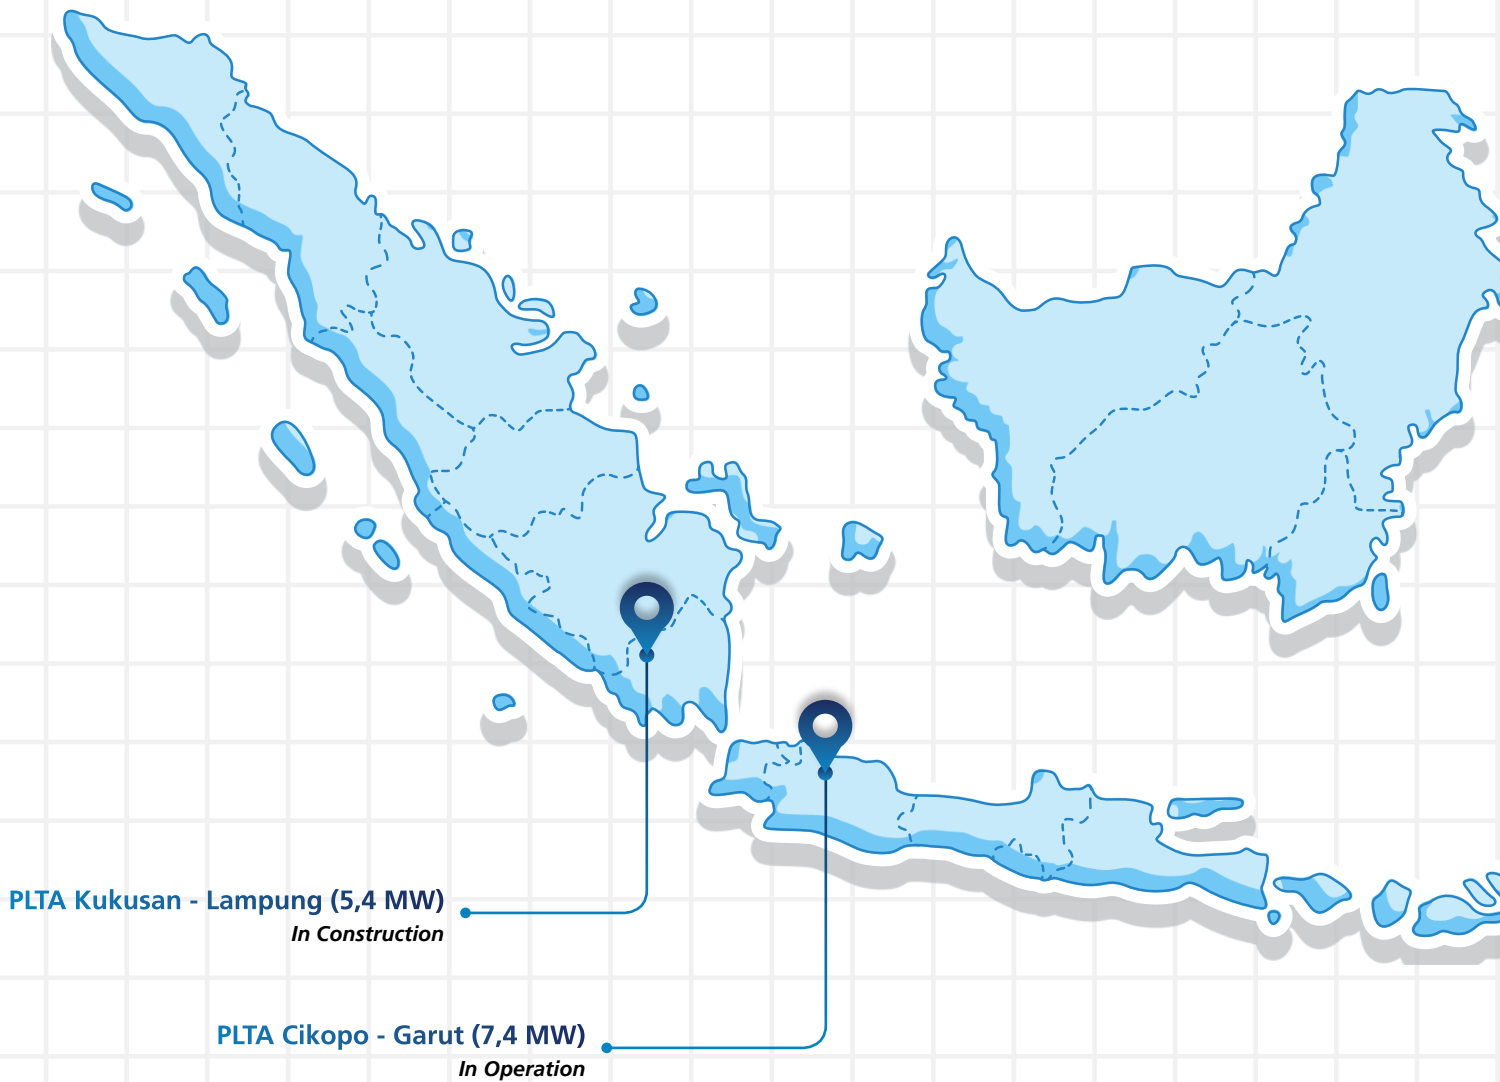 PLTA Kukusan - Lampung (5,4 MW)
In Construction
PLTA Cikopo - Garut (7,4 MW)
In Operation